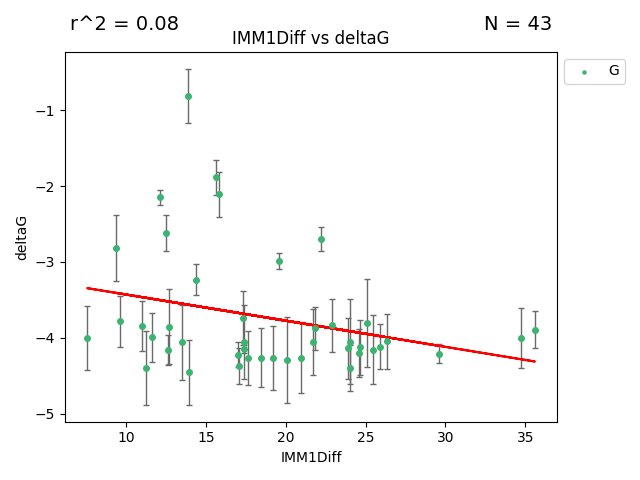 r^2 = 0.08
N = 43
IMM1Diff vs deltaG
G
−1
−2
−3
−4
−5
deltaG
10
15
20
25
30
35
IMM1Diff